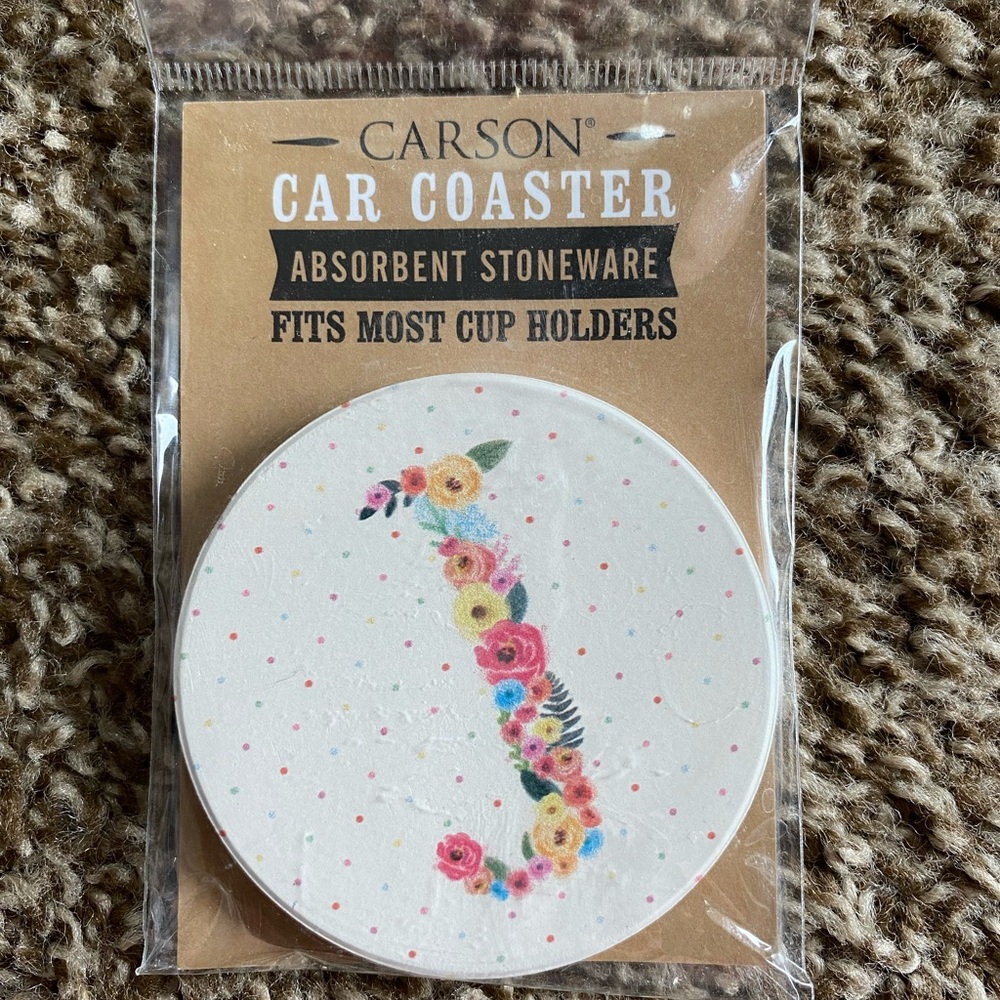 CARSON®
CAR COASTER
ABSORBENT STONEWARE
FITS MOST CUP HOLDERS
J